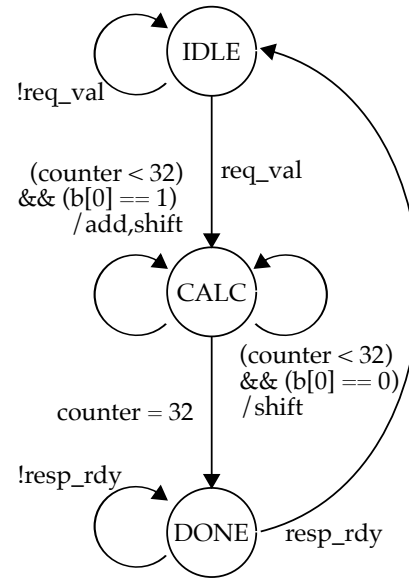 IDLE
!req_val
req_val
(counter < 32)
&& (b[0] == 1)
/add,shift
CALC
(counter < 32)
&& (b[0] == 0)
/shift
counter = 32
!resp_rdy
DONE
resp_rdy